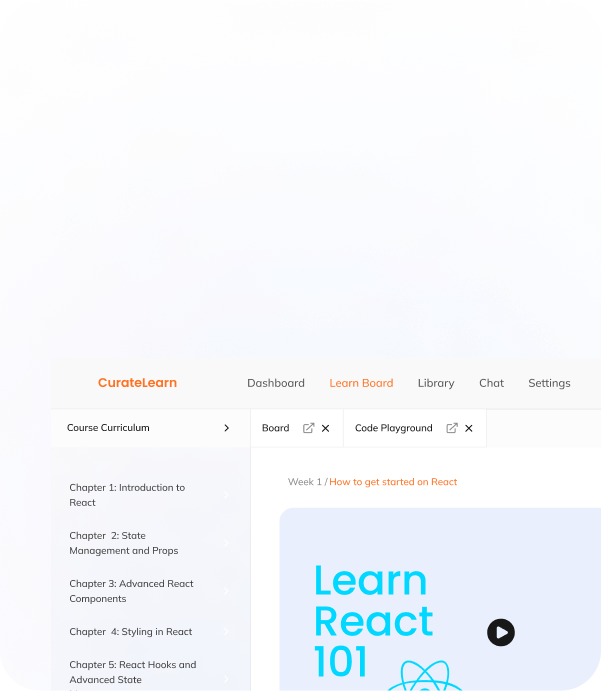 CurateLearn
Dashboard Learn Board Library Chat Settings
Course Curriculum
Board Code Playground
Week 1 / How to get started on React
Chapter 1: Introduction to
React
Chapter 2: State
Management and Props
Chapter 3: Advanced React
Components
Chapter 4: Styling in React
Chapter 5: React Hooks and
Advanced State
Learn
React
101